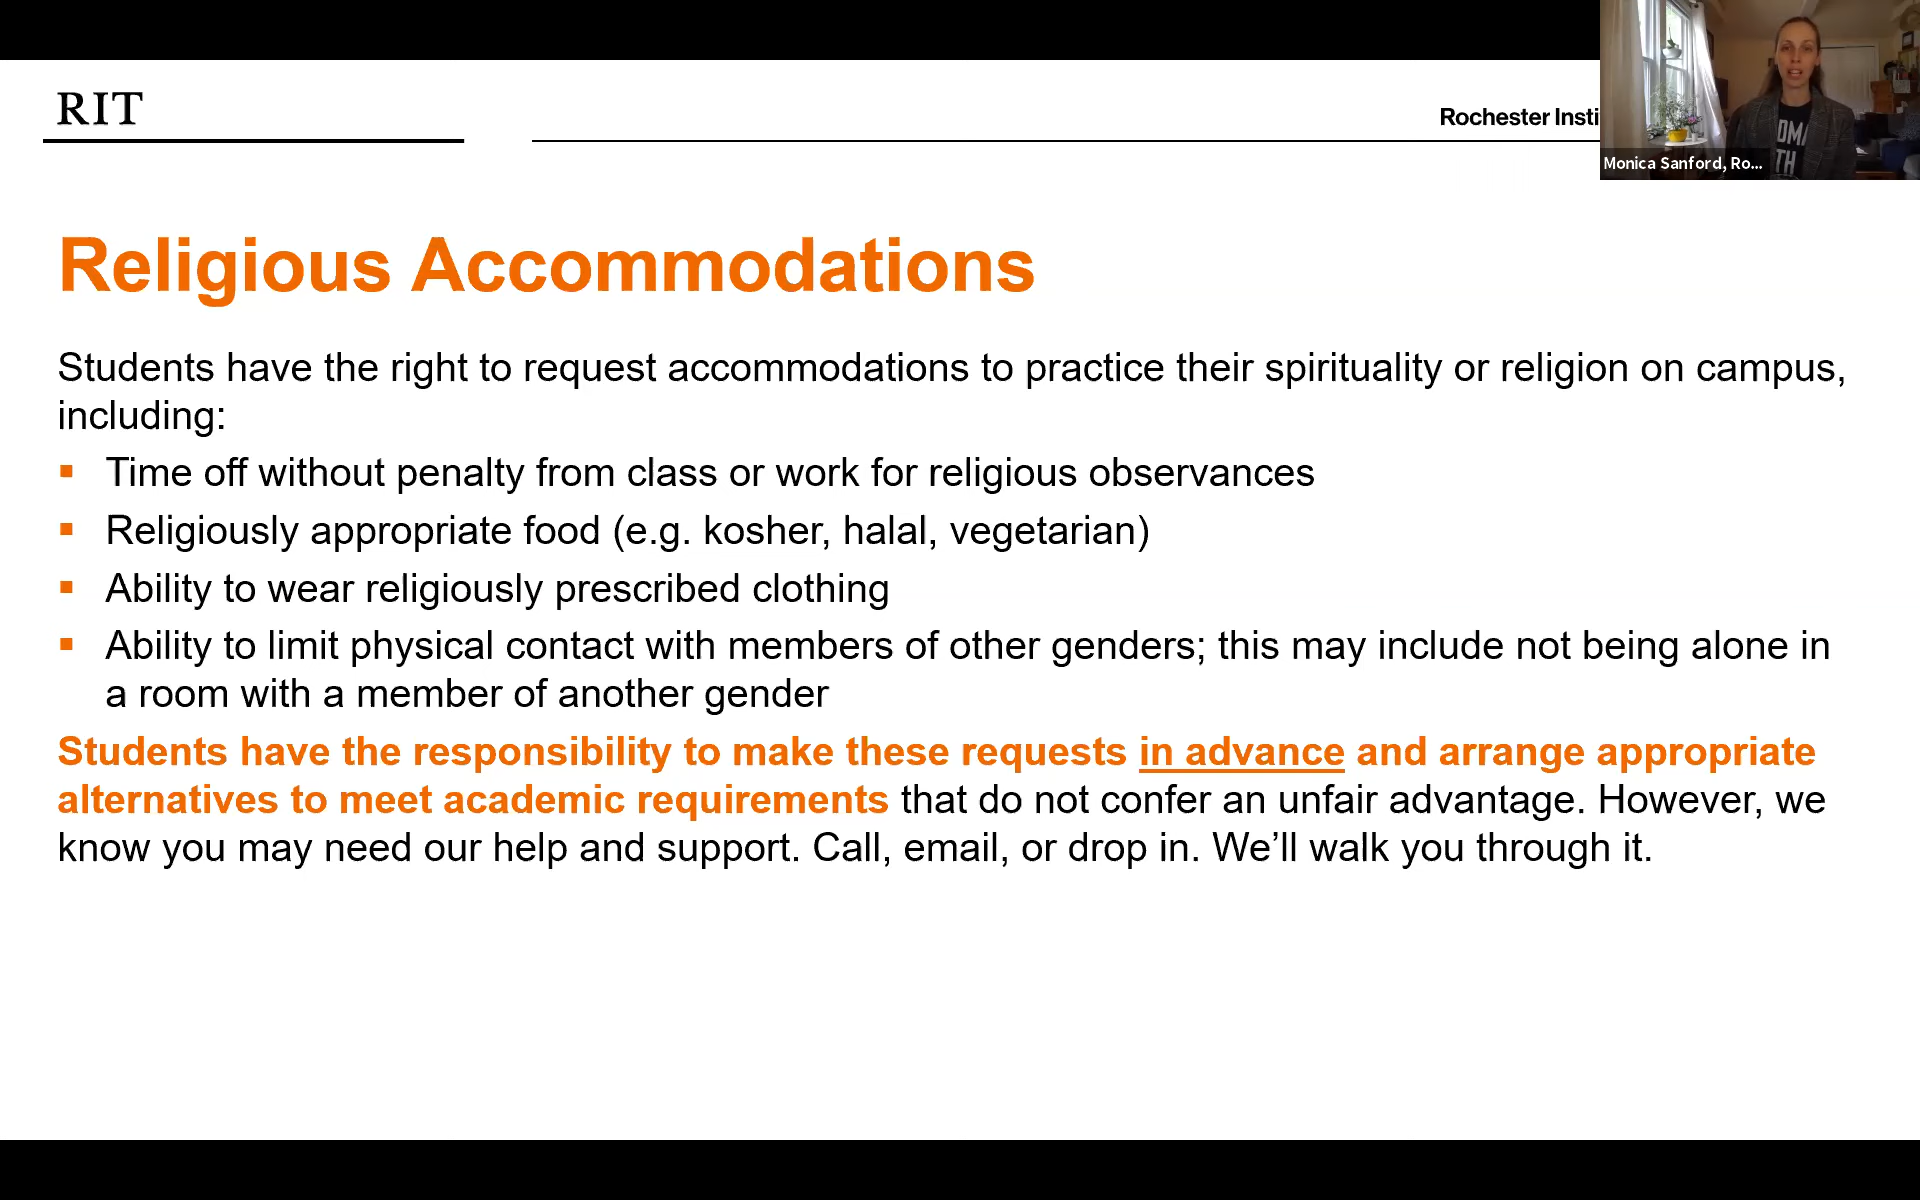 RIT
Rochester Insti
Monica Sanford, Ro...
Religious Accommodations
Students have the right to request accommodations to practice their spirituality or religion on campus,
including:
▪ Time off without penalty from class or work for religious observances
▪ Religiously appropriate food (e.g. kosher, halal, vegetarian)
▪ Ability to wear religiously prescribed clothing
▪ Ability to limit physical contact with members of other genders; this may include not being alone in
a room with a member of another gender
Students have the responsibility to make these requests in advance and arrange appropriate
alternatives to meet academic requirements that do not confer an unfair advantage. However, we
know you may need our help and support. Call, email, or drop in. We’ll walk you through it.